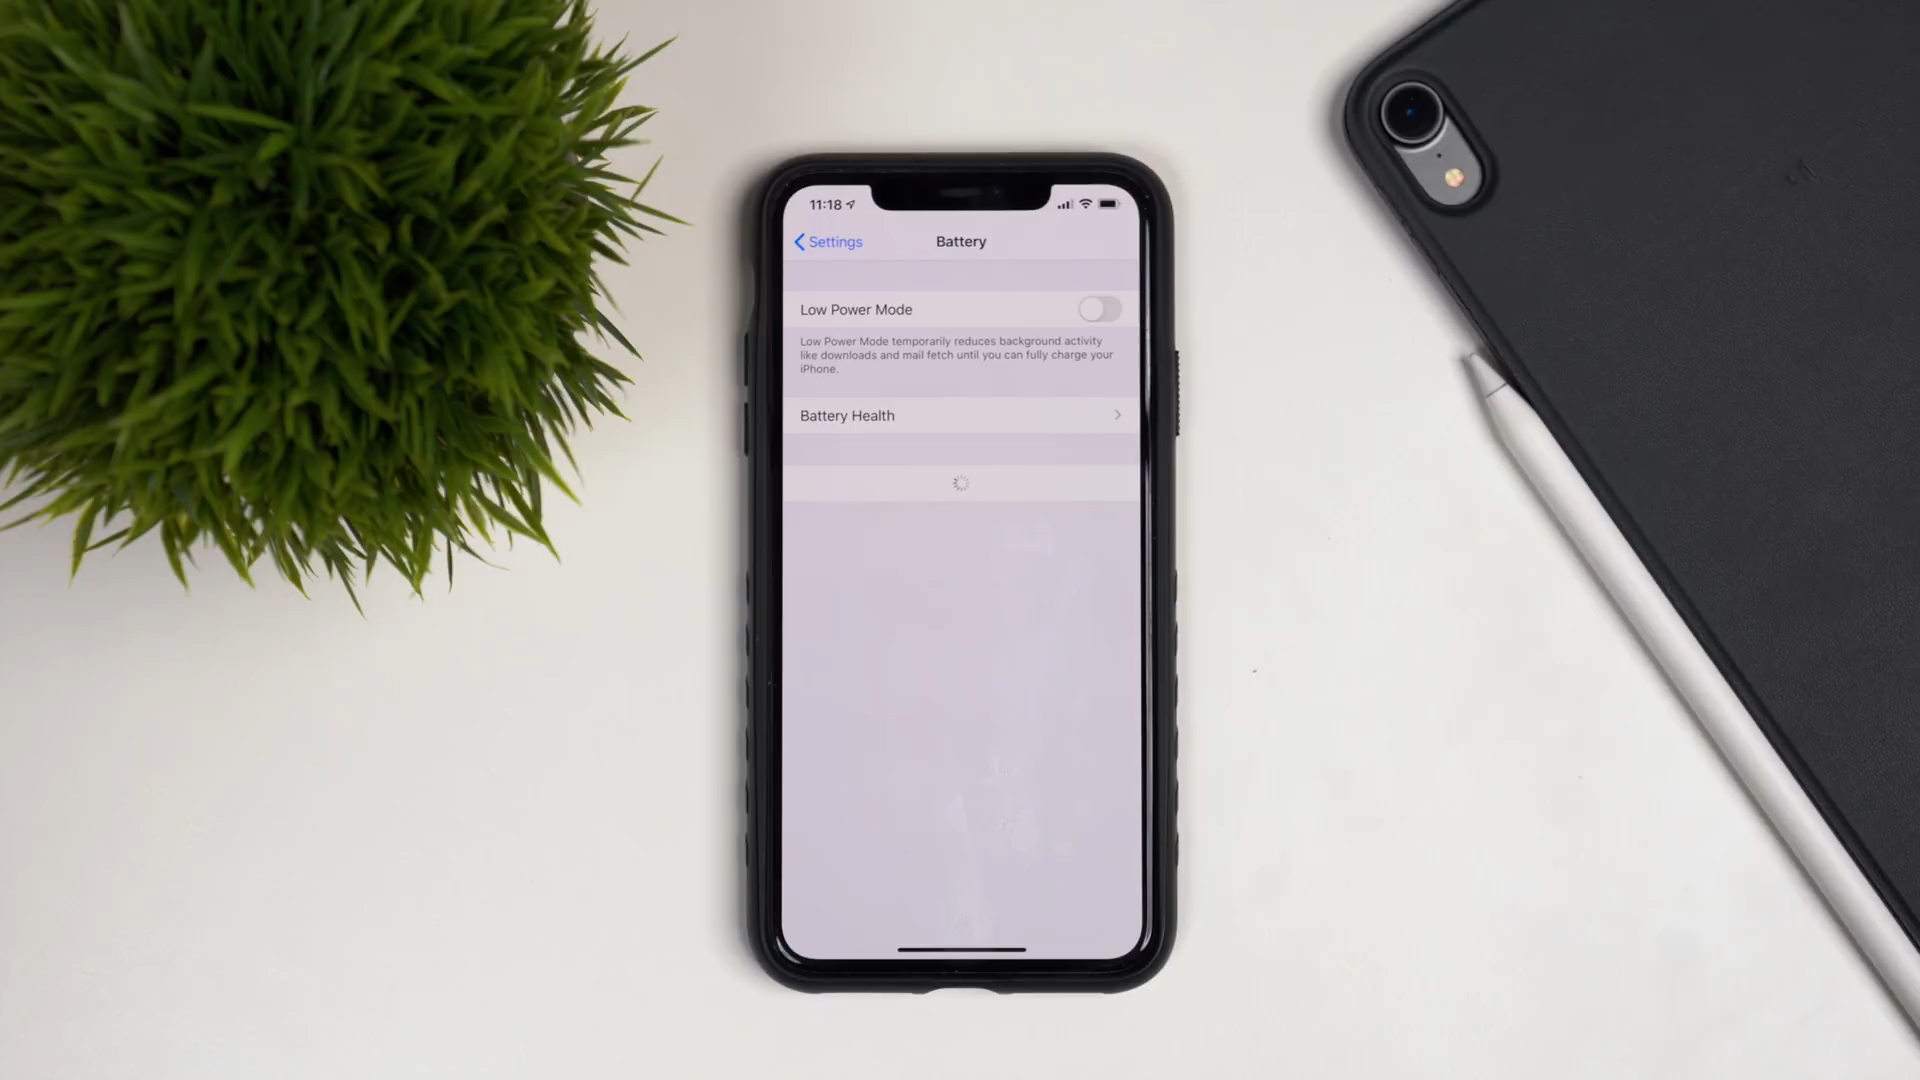 11:18
Settings
Battery
Low Power Mode
Low Power Mode temporarily reduces background activity
like downloads and mail fetch until you can fully charge your
iPhone.
Battery Health